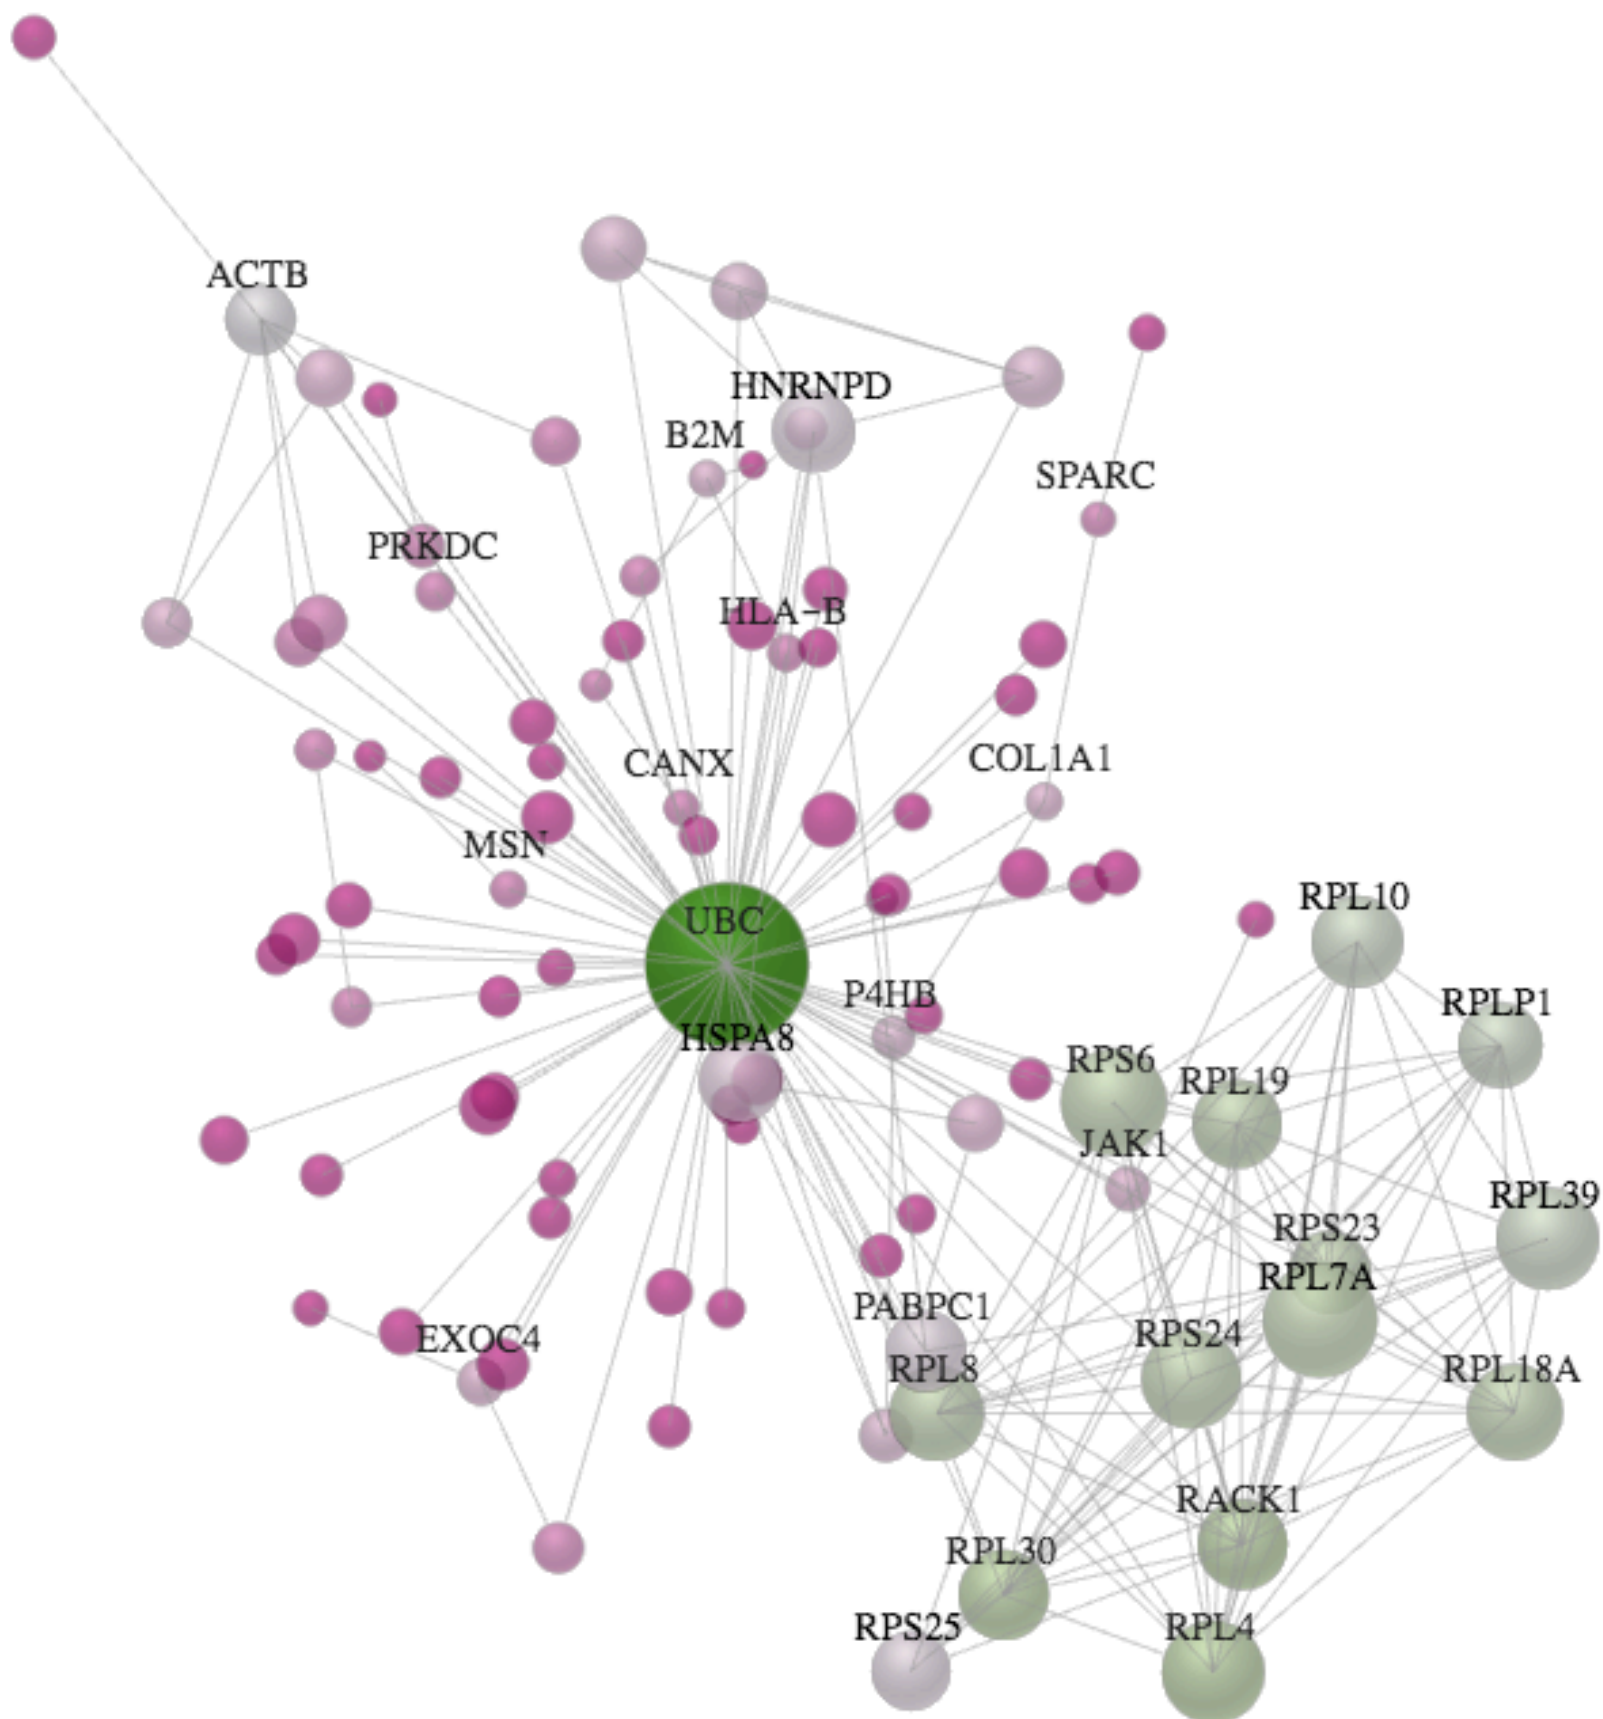 ACTB
HNRNPD
B2M
SPARC
PRKDC
HLA−B
CANX
COL1A1
MSN
UBC
RPL10
P4HB
RPLP1
HSPA8
RPS6
RPL19
JAK1
RPL39
RPS23
RPL7A
PABPC1
RPS24
EXOC4
RPL8
RPL18A
RACK1
RPL30
RPS25
RPL4